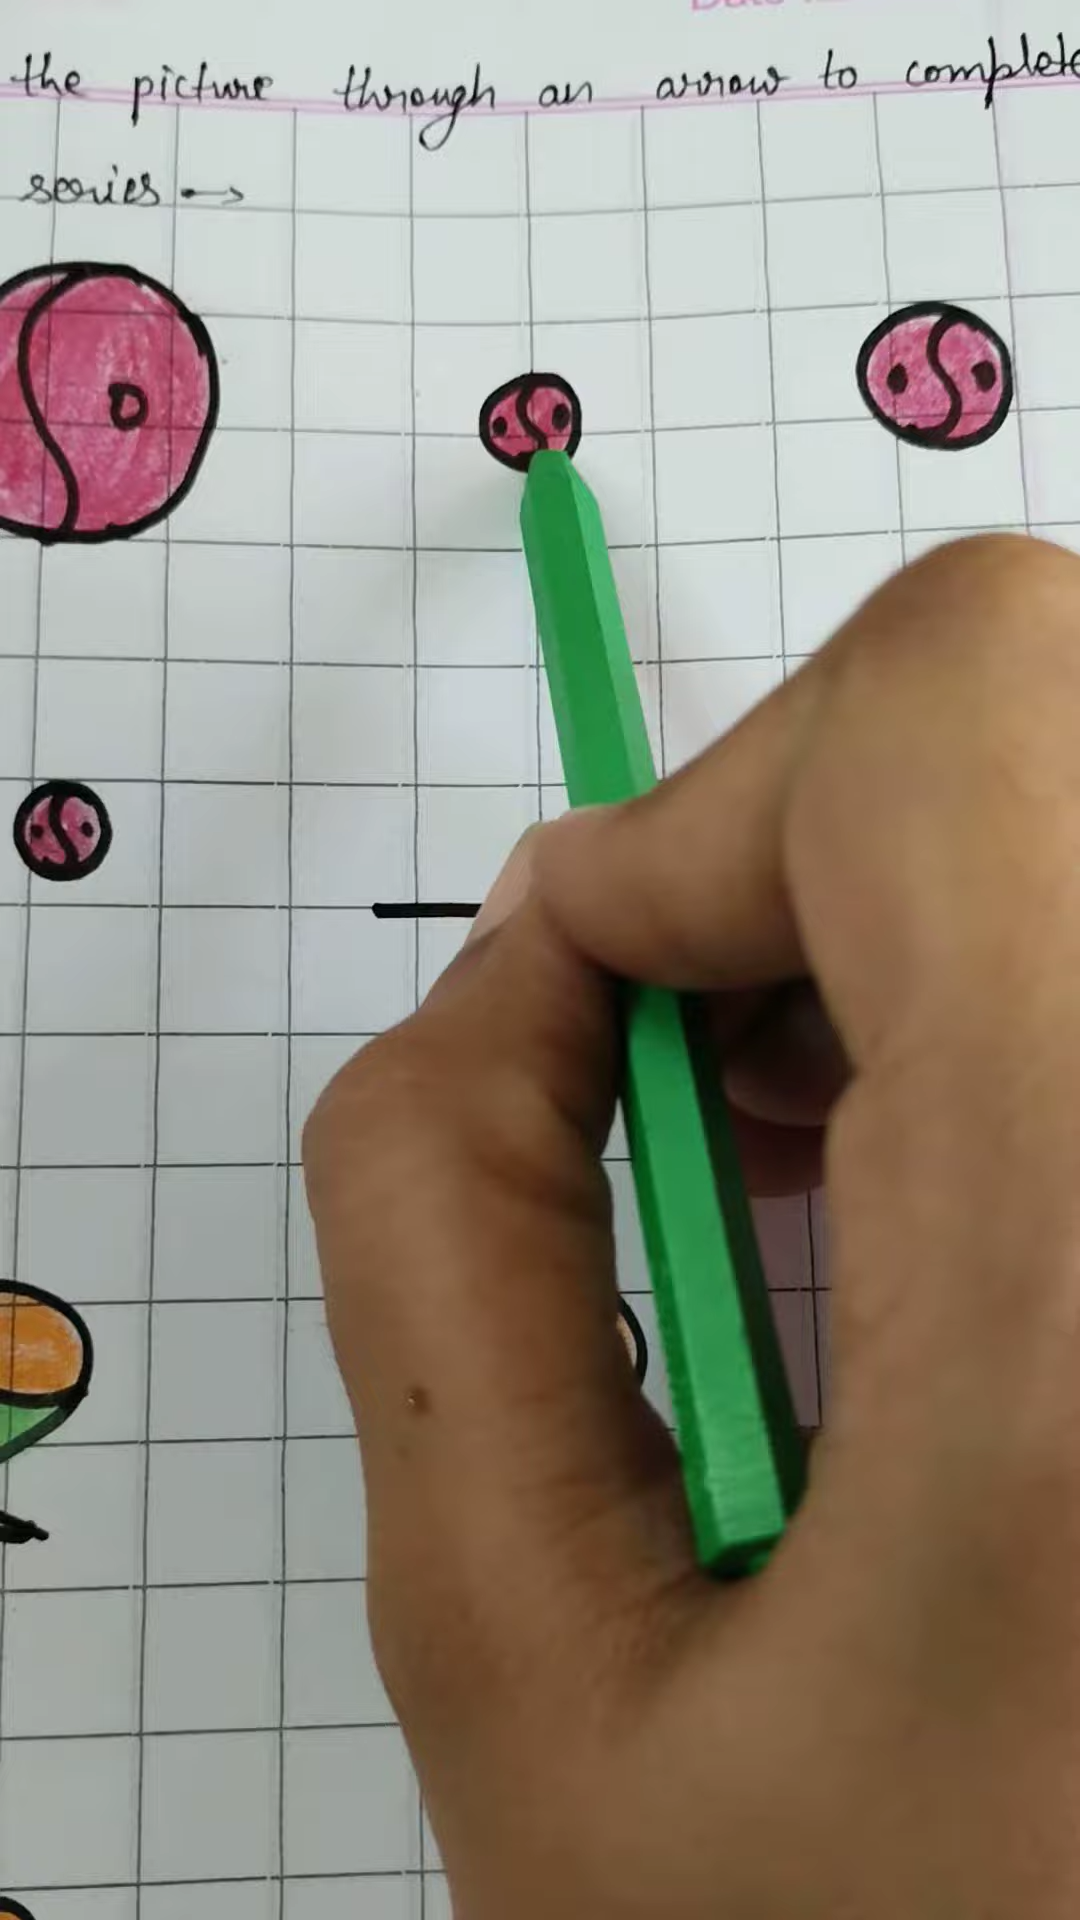 the picture through an arrow to complete
series →